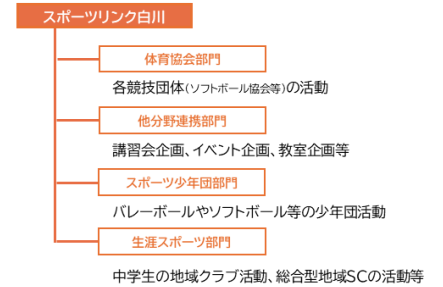 スポーツリンク白川
体育協会部門
各競技団体(ソフトボール協会等)の活動
他分野連携部門
講習会企画、イベント企画、教室企画等
スポーツ少年団部門
バレーボールやソフトボール等の少年団活動
生涯スポーツ部門
中学生の地域クラブ活動、総合型地域SCの活動等